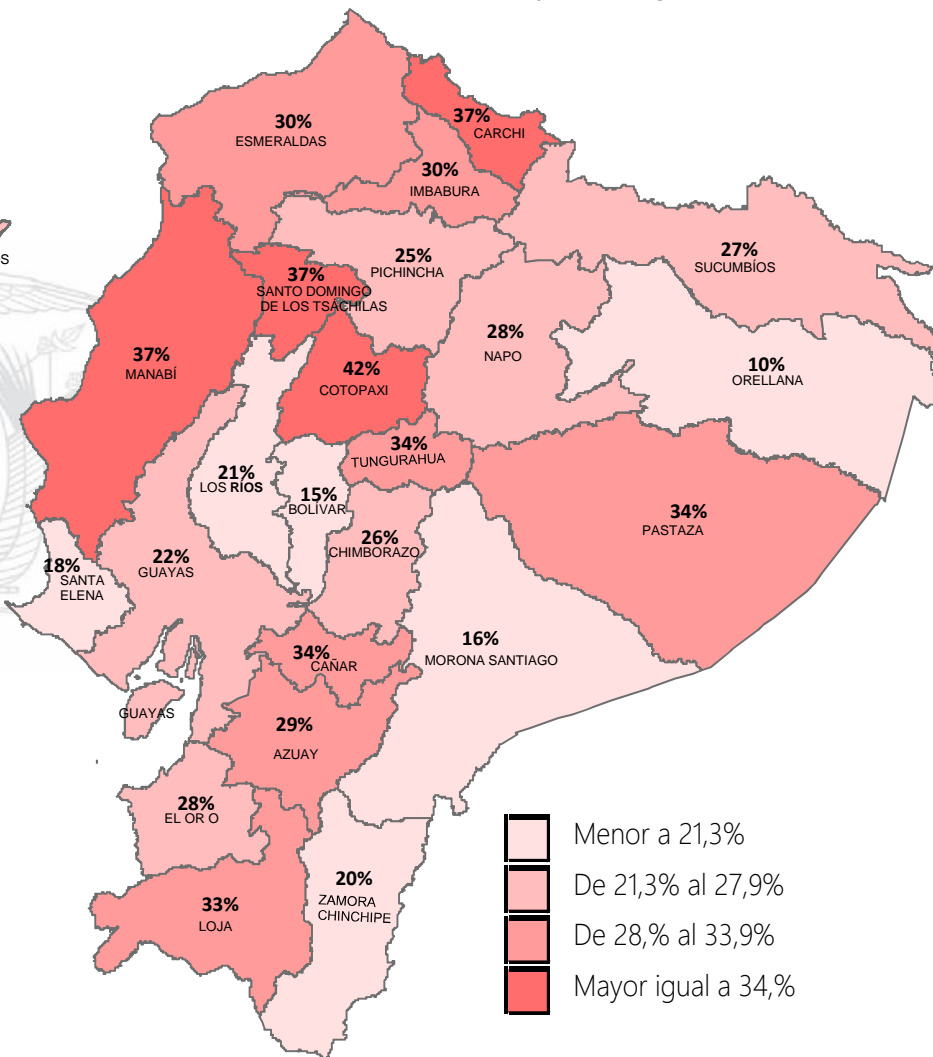 30%
ESMERALDAS
37%
CARCHI
30%
IMBABURA
S
25%
PICHINCHA
27%
SUCUMBÍOS
37%
SANTO DOMINGO
DE LOS TSÁCHILAS
28%
NAPO
37%
MANABÍ
42%
COTOPAXI
10%
ORELLANA
34%
TUNGURAHUA
21%
LOS RÍOS
15%
BOLÍVAR
34%
PASTAZA
26%
CHIMBORAZO
22%
GUAYAS
18%
SANTA
ELENA
16%
MORONA SANTIAGO
34%
CAÑAR
GUAYAS
29%
AZUAY
28%
EL OR O
20%
ZAMORA
CHINCHIPE
33%
LOJA
Menor a 21,3%
De 21,3% al 27,9%
De 28,% al 33,9%
Mayor igual a 34,%